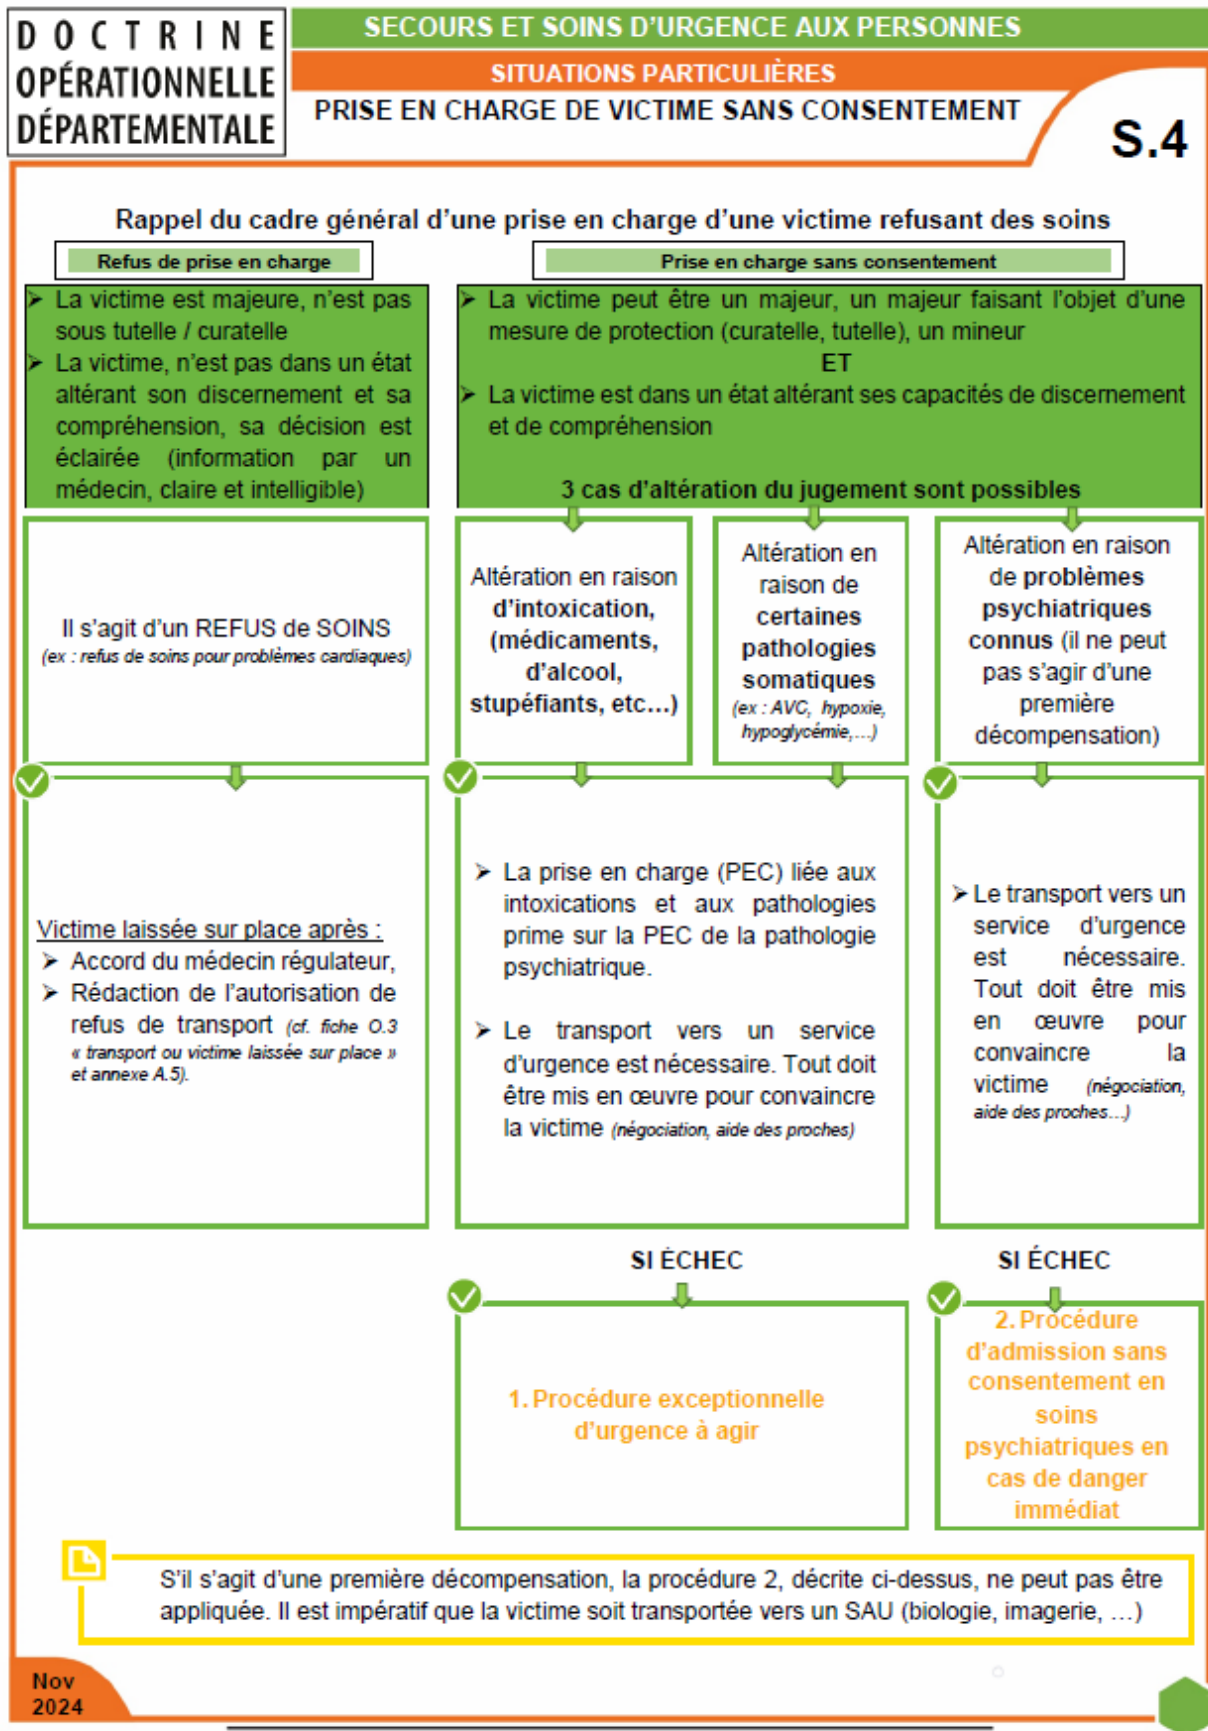 DOCTRINE
OPÉRATIONNELLE
DÉPARTEMENTALE
SECOURS ET SOINS D'URGENCE AUX PERSONNES
SITUATIONS PARTICULIÈRES
PRISE EN CHARGE DE VICTIME SANS CONSENTEMENT
S.4
Rappel du cadre général d'une prise en charge d'une victime refusant des soins
Refus de prise en charge
➤ La victime est majeure, n'est pas
sous tutelle / curatelle
➤ La victime, n'est pas dans un état
altérant son discernement et sa
compréhension, sa décision est
éclairée (information par un
médecin, claire et intelligible)
Il s'agit d'un REFUS de SOINS
(ex : refus de soins pour problèmes cardiaques)
Victime laissée sur place après :
➤ Accord du médecin régulateur,
➤ Rédaction de l'autorisation de
refus de transport (cf. fiche O.3
« transport ou victime laissée sur place »
et annexe A.5).
Prise en charge sans consentement
➤ La victime peut être un majeur, un majeur faisant l'objet d'une
mesure de protection (curatelle, tutelle), un mineur
ET
➤ La victime est dans un état altérant ses capacités de discernement
et de compréhension
3 cas d'altération du jugement sont possibles
Altération en raison
d'intoxication,
(médicaments,
d'alcool,
stupéfiants, etc…)
Altération en
raison de
certaines
pathologies
somatiques
(ex : AVC, hypoxie,
hypoglycémie,…)
Altération en raison
de problèmes
psychiatriques
connus (il ne peut
pas s'agir d'une
première
décompensation)
➤ La prise en charge (PEC) liée aux
intoxications et aux pathologies
prime sur la PEC de la pathologie
psychiatrique.
➤ Le transport vers un service
d'urgence est nécessaire. Tout doit
être mis en œuvre pour convaincre
la victime (négociation, aide des proches)
➤ Le transport vers un
service d'urgence
est nécessaire.
Tout doit être mis
en œuvre pour
convaincre la
victime (négociation,
aide des proches…)
SI ÉCHEC
1. Procédure exceptionnelle
d'urgence à agir
SI ÉCHEC
2. Procédure
d'admission sans
consentement en
soins
psychiatriques en
cas de danger
immédiat
S'il s'agit d'une première décompensation, la procédure 2, décrite ci-dessus, ne peut pas être
appliquée. Il est impératif que la victime soit transportée vers un SAU (biologie, imagerie, …)
Nov
2024